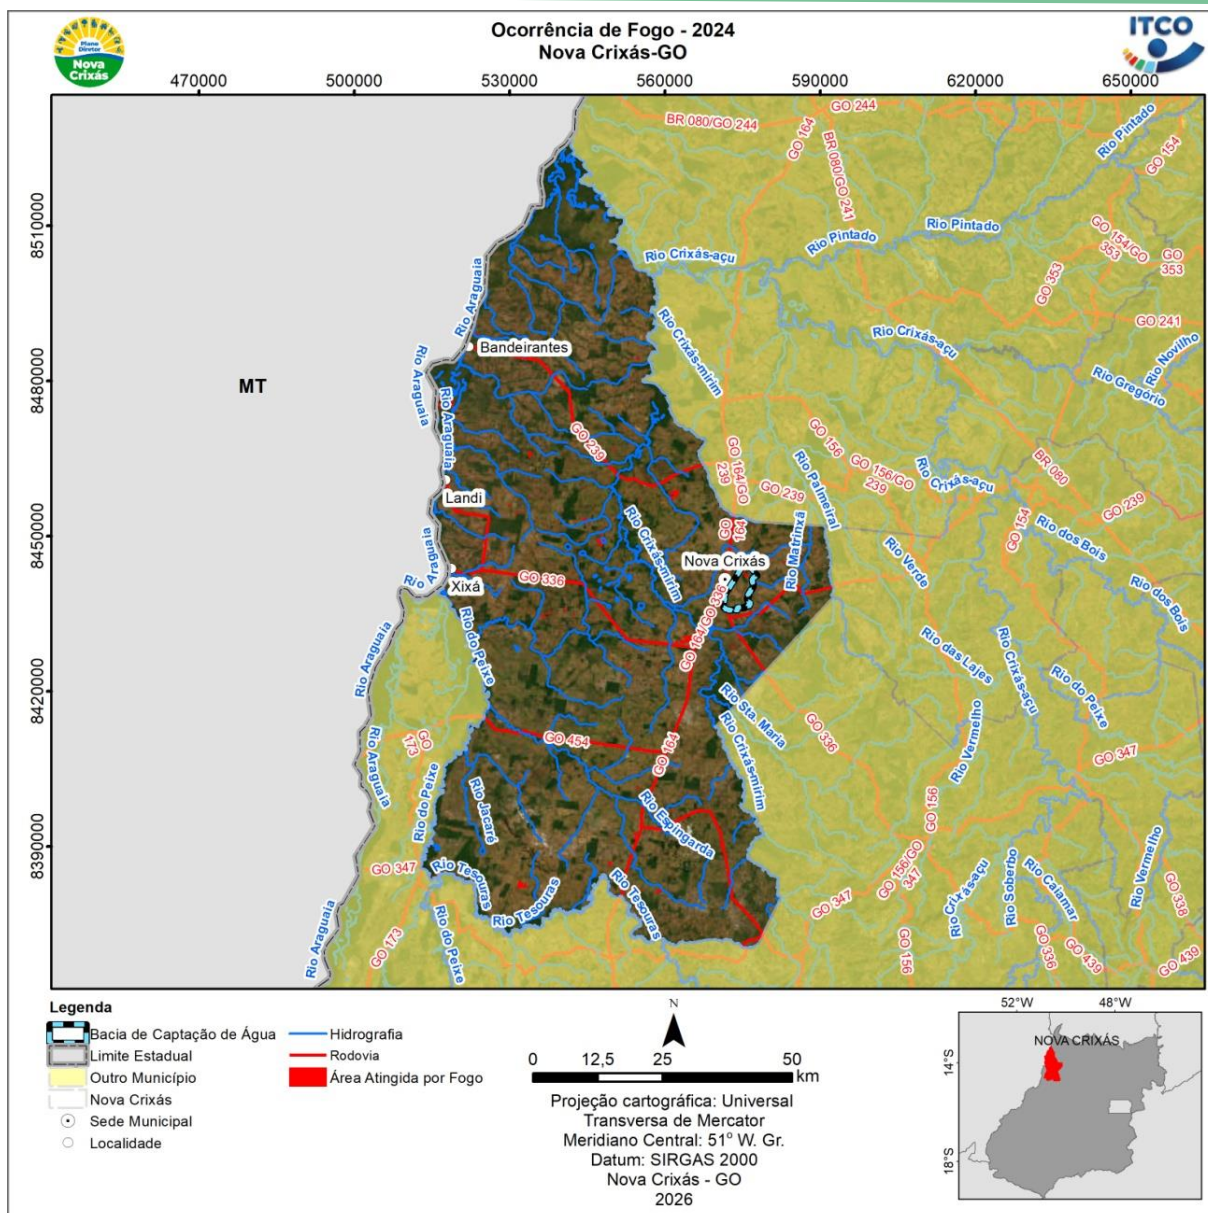 Ocorrência de Fogo - 2024
Nova Crixás-GO
Plano
Diretor
Nova
Crixás
ITCO
470000
500000
530000
560000
590000
620000
650000
8510000
8480000
8450000
8420000
8390000
BR 080/GO 244
GO 244
GO 164
BR 080/GO 241
Rio Pintado
GO 154
Rio Pintado
Rio Pintado
GO 154/GO 353
GO 353
GO 353
Rio Crixás-açu
Rio Araguaia
Bandeirantes
Rio Crixás-mirim
Rio Crixás-açu
GO 241
Rio Novilho
Rio Gregório
Rio Araguaia
Rio Araguaia
MT
GO 239
GO 164/GO 239
GO 156
GO 156/GO 239
GO 239
Rio Palmeiral
Rio Crixás-açu
BR 080
GO 239
Landi
GO 164
GO 154
Rio dos Bois
Rio dos Bois
Rio Araguaia
Xixá
GO 336
Rio Crixás-mirim
Nova Crixás
Rio Matrinxã
Rio Verde
GO 164/GO 336
Rio do Peixe
Rio Araguaia
Rio das Lajes
Rio Crixás-açu
Rio do Peixe
Rio Sta. Maria
GO 336
Rio Vermelho
GO 347
GO 173
GO 454
GO 164
Rio Crixás-mirim
Rio Araguaia
Rio do Peixe
Rio Jacaré
Rio Espingarda
GO 156
GO 156/GO 347
GO 347
Rio Tesouras
Rio Tesouras
Rio Tesouras
GO 347
Rio Crixás-açu
Rio Soberbo
Rio Caiamar
Rio Vermelho
GO 338
Rio Araguaia
GO 173
Rio do Peixe
GO 156
GO 336
GO 439
GO 439
Legenda
Bacia de Captação de Água
Limite Estadual
Outro Município
Nova Crixás
Sede Municipal
Localidade
Hidrografia
Rodovia
Área Atingida por Fogo
N
0 12,5 25 50
km
Projeção cartográfica: Universal
Transversa de Mercator
Meridiano Central: 51° W. Gr.
Datum: SIRGAS 2000
Nova Crixás - GO
2026
52°W 48°W
NOVA CRIXÁS
14°S
18°S